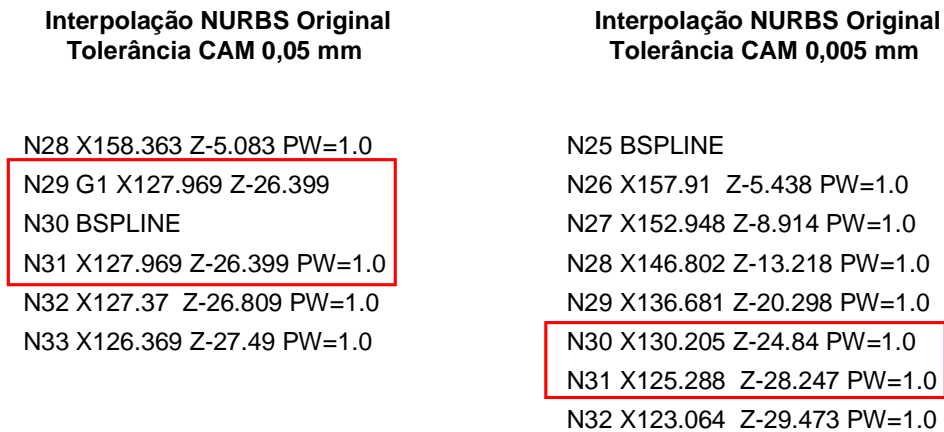 Interpolação NURBS Original
Tolerância CAM 0,05 mm
N28 X158.363 Z-5.083 PW=1.0
N29 G1 X127.969 Z-26.399
N30 BSPLINE
N31 X127.969 Z-26.399 PW=1.0
N32 X127.37 Z-26.809 PW=1.0
N33 X126.369 Z-27.49 PW=1.0
Interpolação NURBS Original
Tolerância CAM 0,005 mm
N25 BSPLINE
N26 X157.91 Z-5.438 PW=1.0
N27 X152.948 Z-8.914 PW=1.0
N28 X146.802 Z-13.218 PW=1.0
N29 X136.681 Z-20.298 PW=1.0
N30 X130.205 Z-24.84 PW=1.0
N31 X125.288 Z-28.247 PW=1.0
N32 X123.064 Z-29.473 PW=1.0